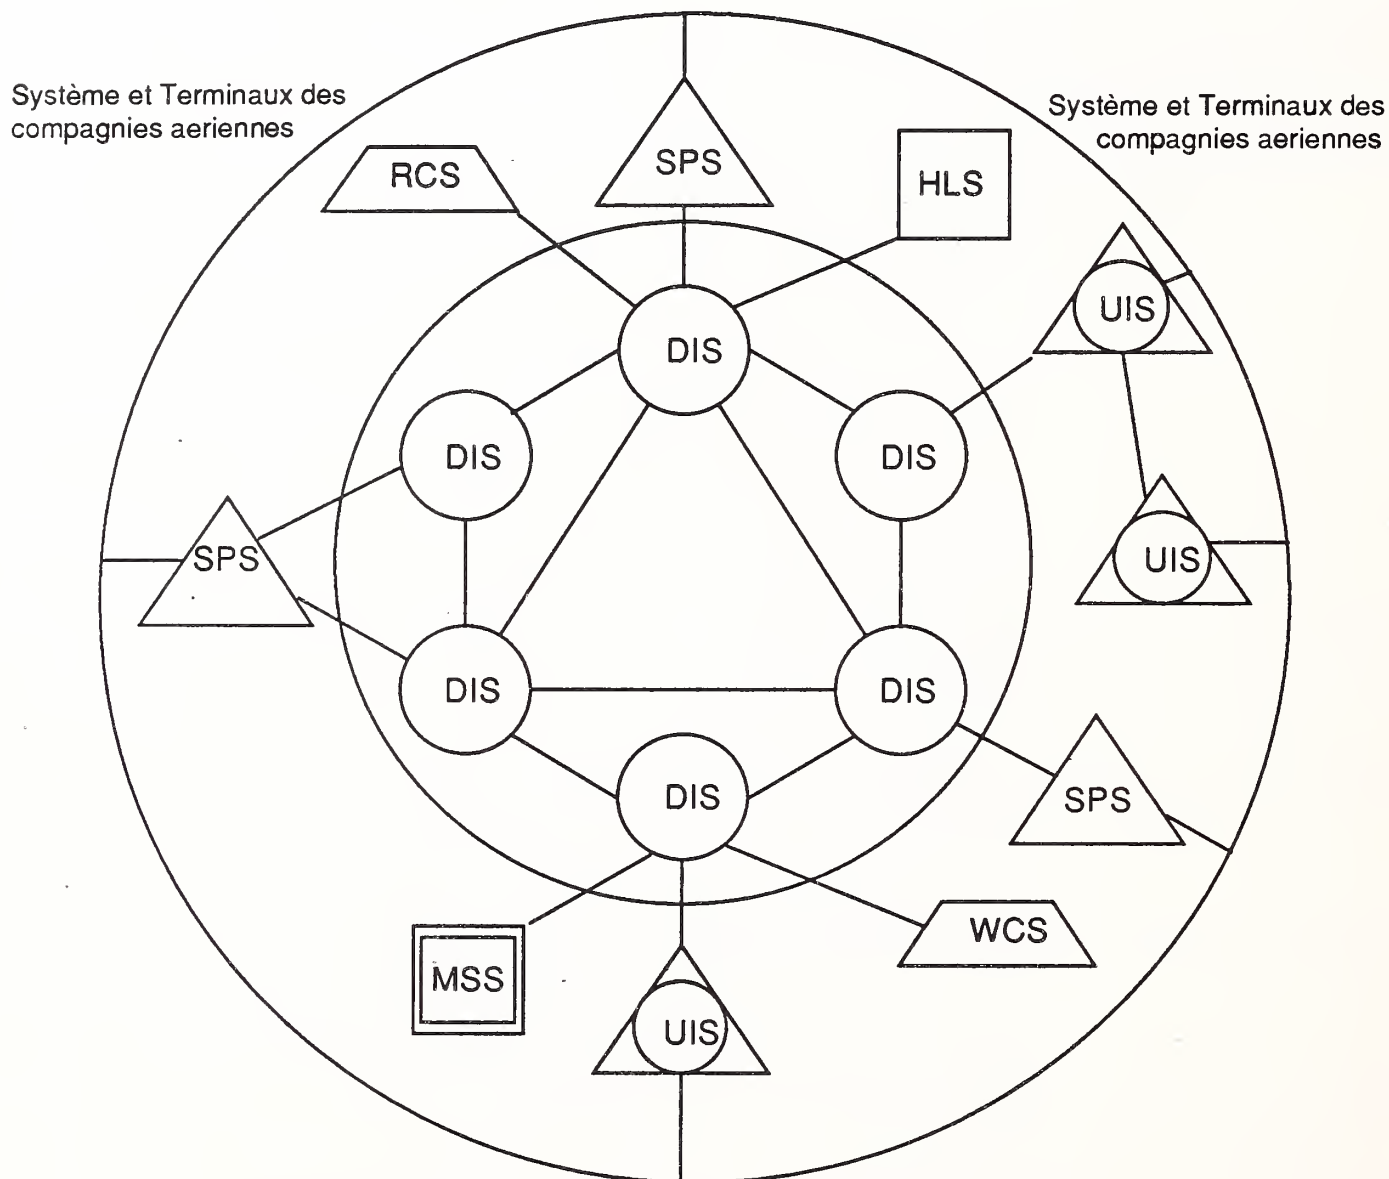 Système et Terminaux des
compagnies aeriennes
Système et Terminaux des
compagnies aeriennes
RCS
SPS
HLS
UIS
DIS
DIS
DIS
SPS
UIS
DIS
DIS
DIS
SPS
WCS
MSS
UIS